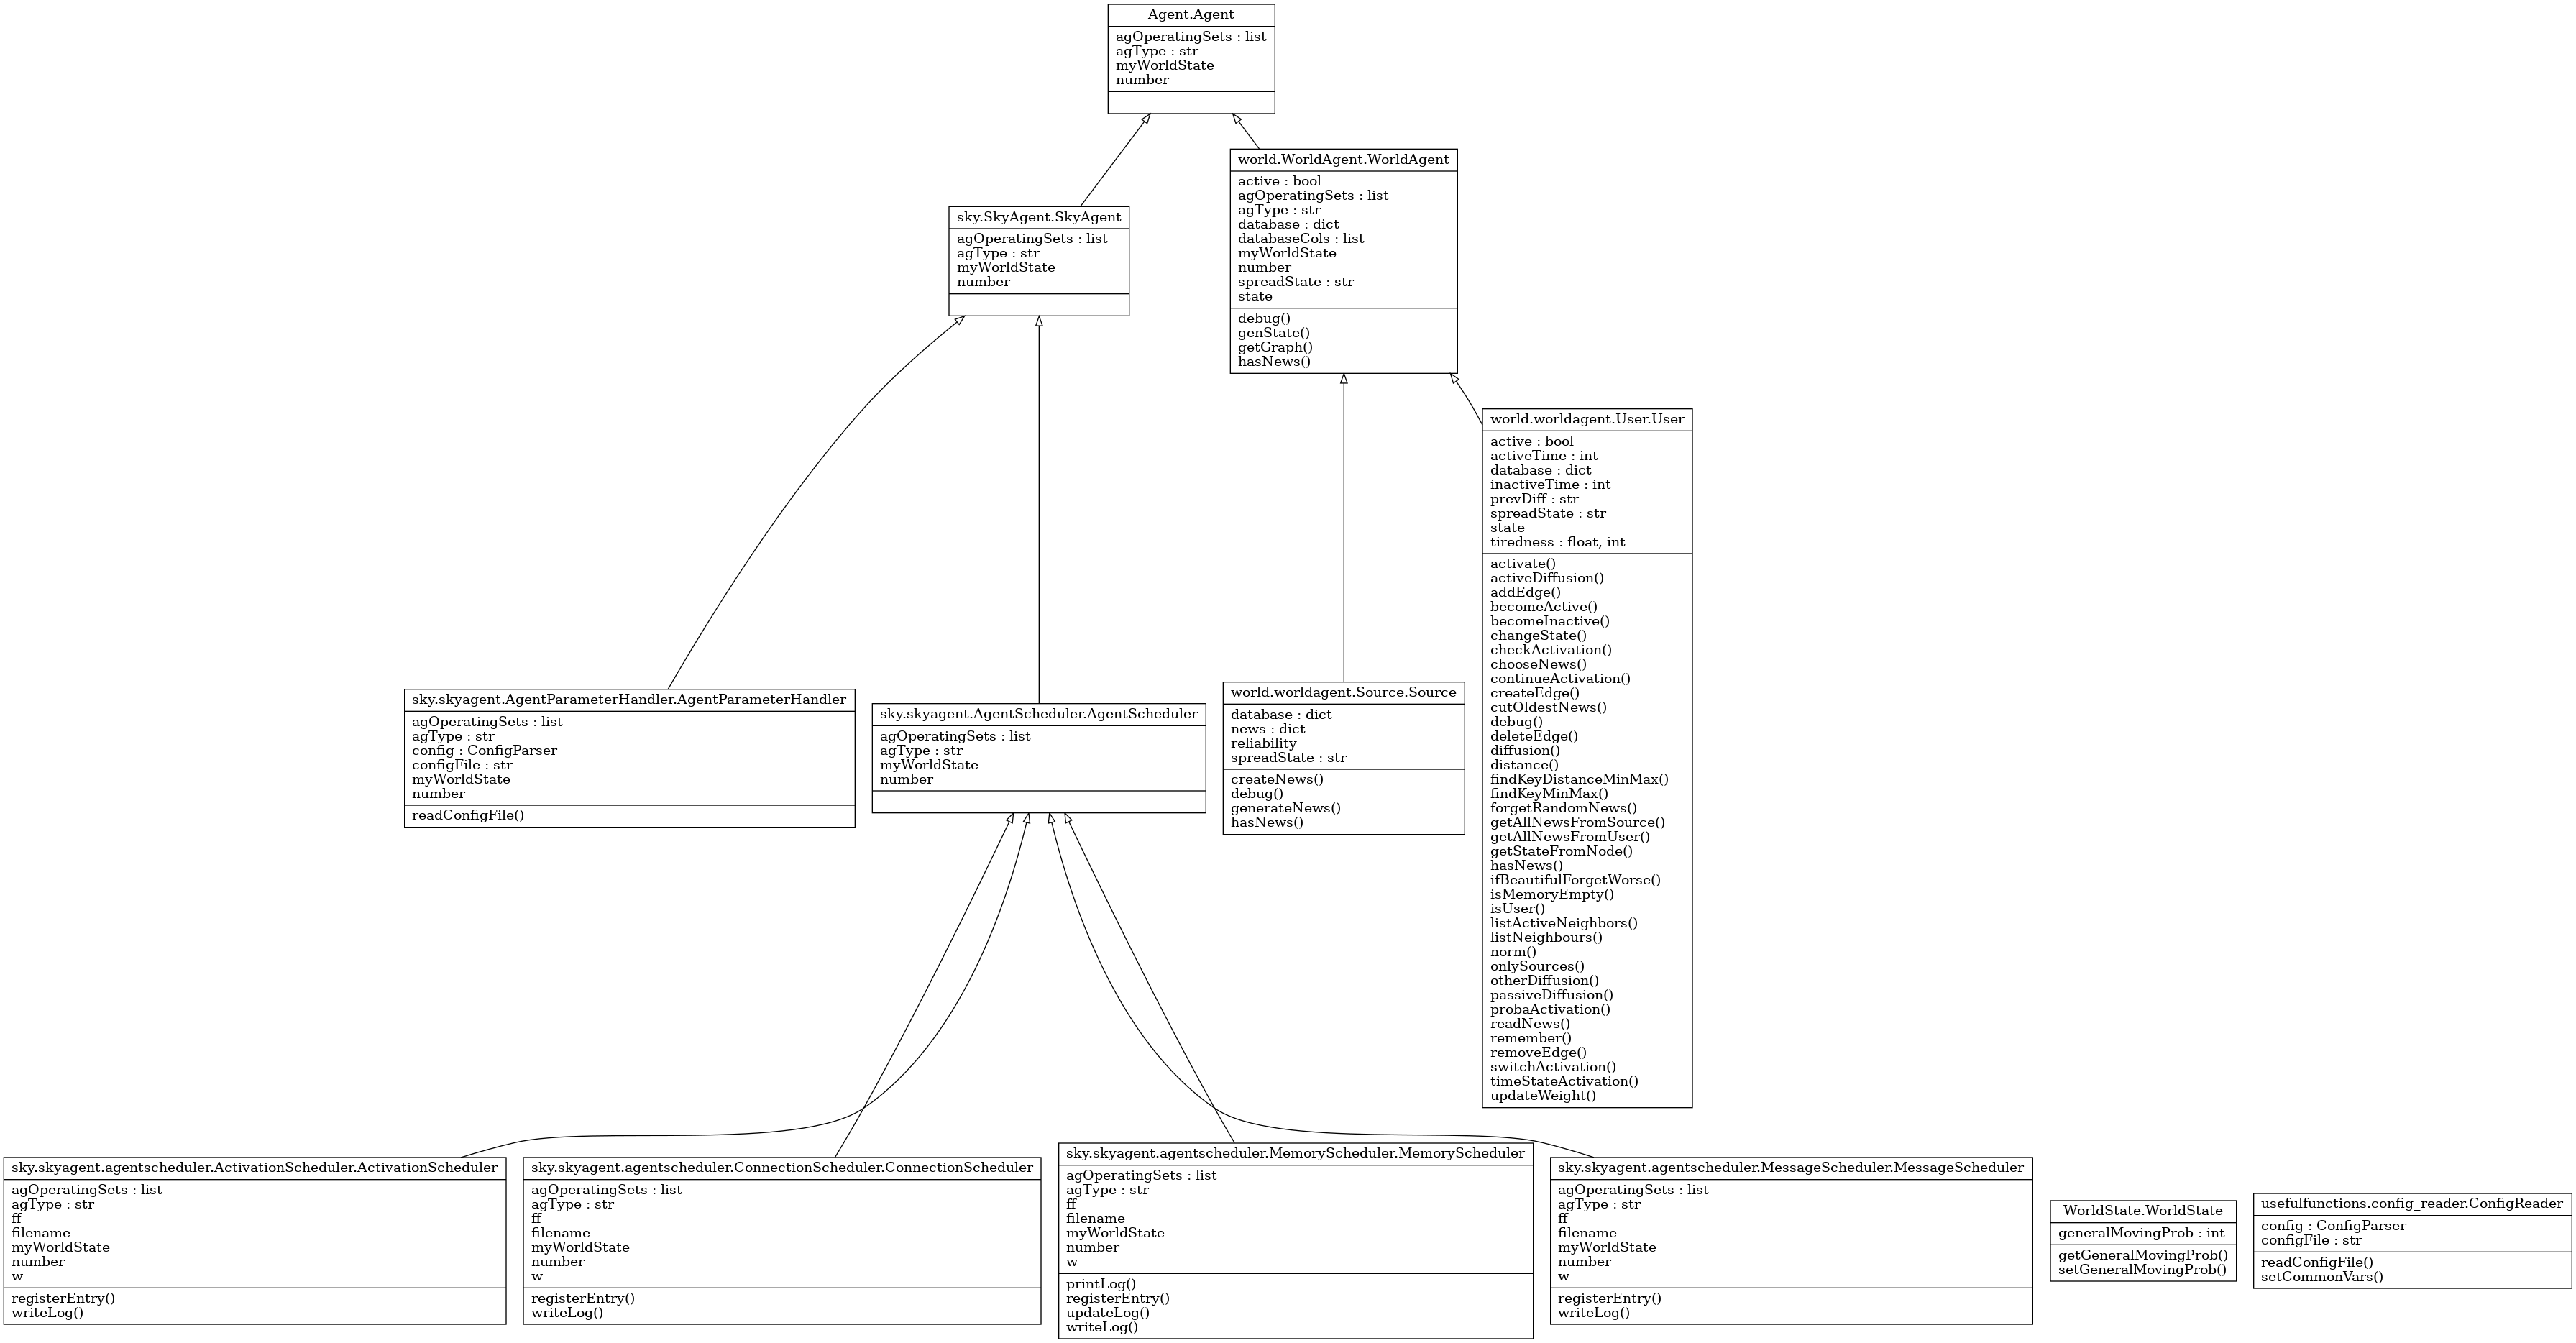 Agent.Agent
agOperatingSets : list
agType : str
myWorldState
number
world.WorldAgent.WorldAgent
active : bool
agOperatingSets : list
agType : str
database : dict
databaseCols : list
myWorldState
number
spreadState : str
state
debug()
genState()
getGraph()
hasNews()
sky.SkyAgent.SkyAgent
agOperatingSets : list
agType : str
myWorldState
number
world.worldagent.User.User
active : bool
activeTime : int
database : dict
inactiveTime : int
prevDiff : str
spreadState : str
state
tiredness : float, int
activate()
activeDiffusion()
addEdge()
becomeActive()
becomeInactive()
changeState()
checkActivation()
chooseNews()
continueActivation()
createEdge()
cutOldestNews()
debug()
deleteEdge()
diffusion()
distance()
findKeyDistanceMinMax()
findKeyMinMax()
forgetRandomNews()
getAllNewsFromSource()
getAllNewsFromUser()
getStateFromNode()
hasNews()
ifBeautifulForgetWorse()
isMemoryEmpty()
isUser()
listActiveNeighbors()
listNeighbours()
norm()
onlySources()
otherDiffusion()
passiveDiffusion()
probaActivation()
readNews()
remember()
removeEdge()
switchActivation()
timeStateActivation()
updateWeight()
sky.skyagent.AgentParameterHandler.AgentParameterHandler
agOperatingSets : list
agType : str
config : ConfigParser
configFile : str
myWorldState
number
readConfigFile()
sky.skyagent.AgentScheduler.AgentScheduler
agOperatingSets : list
agType : str
myWorldState
number
world.worldagent.Source.Source
database : dict
news : dict
reliability
spreadState : str
createNews()
debug()
generateNews()
hasNews()
sky.skyagent.agentscheduler.ActivationScheduler.ActivationScheduler
agOperatingSets : list
agType : str
ff
filename
myWorldState
number
w
registerEntry()
writeLog()
sky.skyagent.agentscheduler.ConnectionScheduler.ConnectionScheduler
agOperatingSets : list
agType : str
ff
filename
myWorldState
number
w
registerEntry()
writeLog()
sky.skyagent.agentscheduler.MemoryScheduler.MemoryScheduler
agOperatingSets : list
agType : str
ff
filename
myWorldState
number
w
printLog()
registerEntry()
updateLog()
writeLog()
sky.skyagent.agentscheduler.MessageScheduler.MessageScheduler
agOperatingSets : list
agType : str
ff
filename
myWorldState
number
w
registerEntry()
writeLog()
WorldState.WorldState
generalMovingProb : int
getGeneralMovingProb()
setGeneralMovingProb()
usefulfunctions.config_reader.ConfigReader
config : ConfigParser
configFile : str
readConfigFile()
setCommonVars()